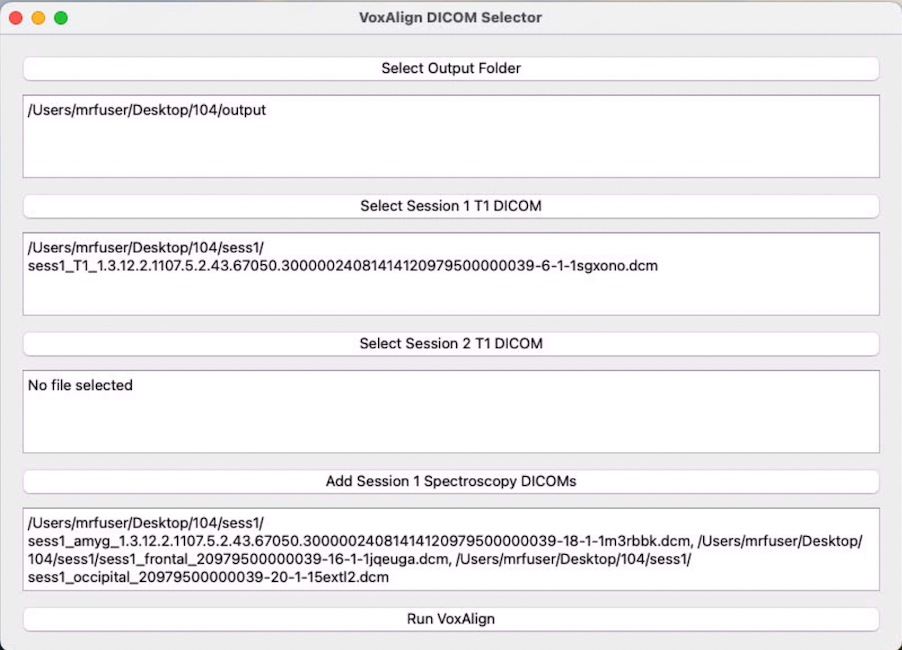 VoxAlign DICOM Selector
Select Output Folder
/Users/mrfuser/Desktop/104/output
Select Session 1 T1 DICOM
/Users/mrfuser/Desktop/104/sess1/
sess1_T1_1.3.12.2.1107.5.2.43.67050.30000024081414120979500000039-6-1-1sgxono.dcm
Select Session 2 T1 DICOM
No file selected
Add Session 1 Spectroscopy DICOMs
/Users/mrfuser/Desktop/104/sess1/
sess1_amyg_1.3.12.2.1107.5.2.43.67050.30000024081414120979500000039-18-1-1m3rbbk.dcm, /Users/mrfuser/Desktop/
104/sess1/sess1_frontal_20979500000039-16-1-1jqeuga.dcm, /Users/mrfuser/Desktop/104/sess1/
sess1_occipital_20979500000039-20-1-15extl2.dcm
Run VoxAlign